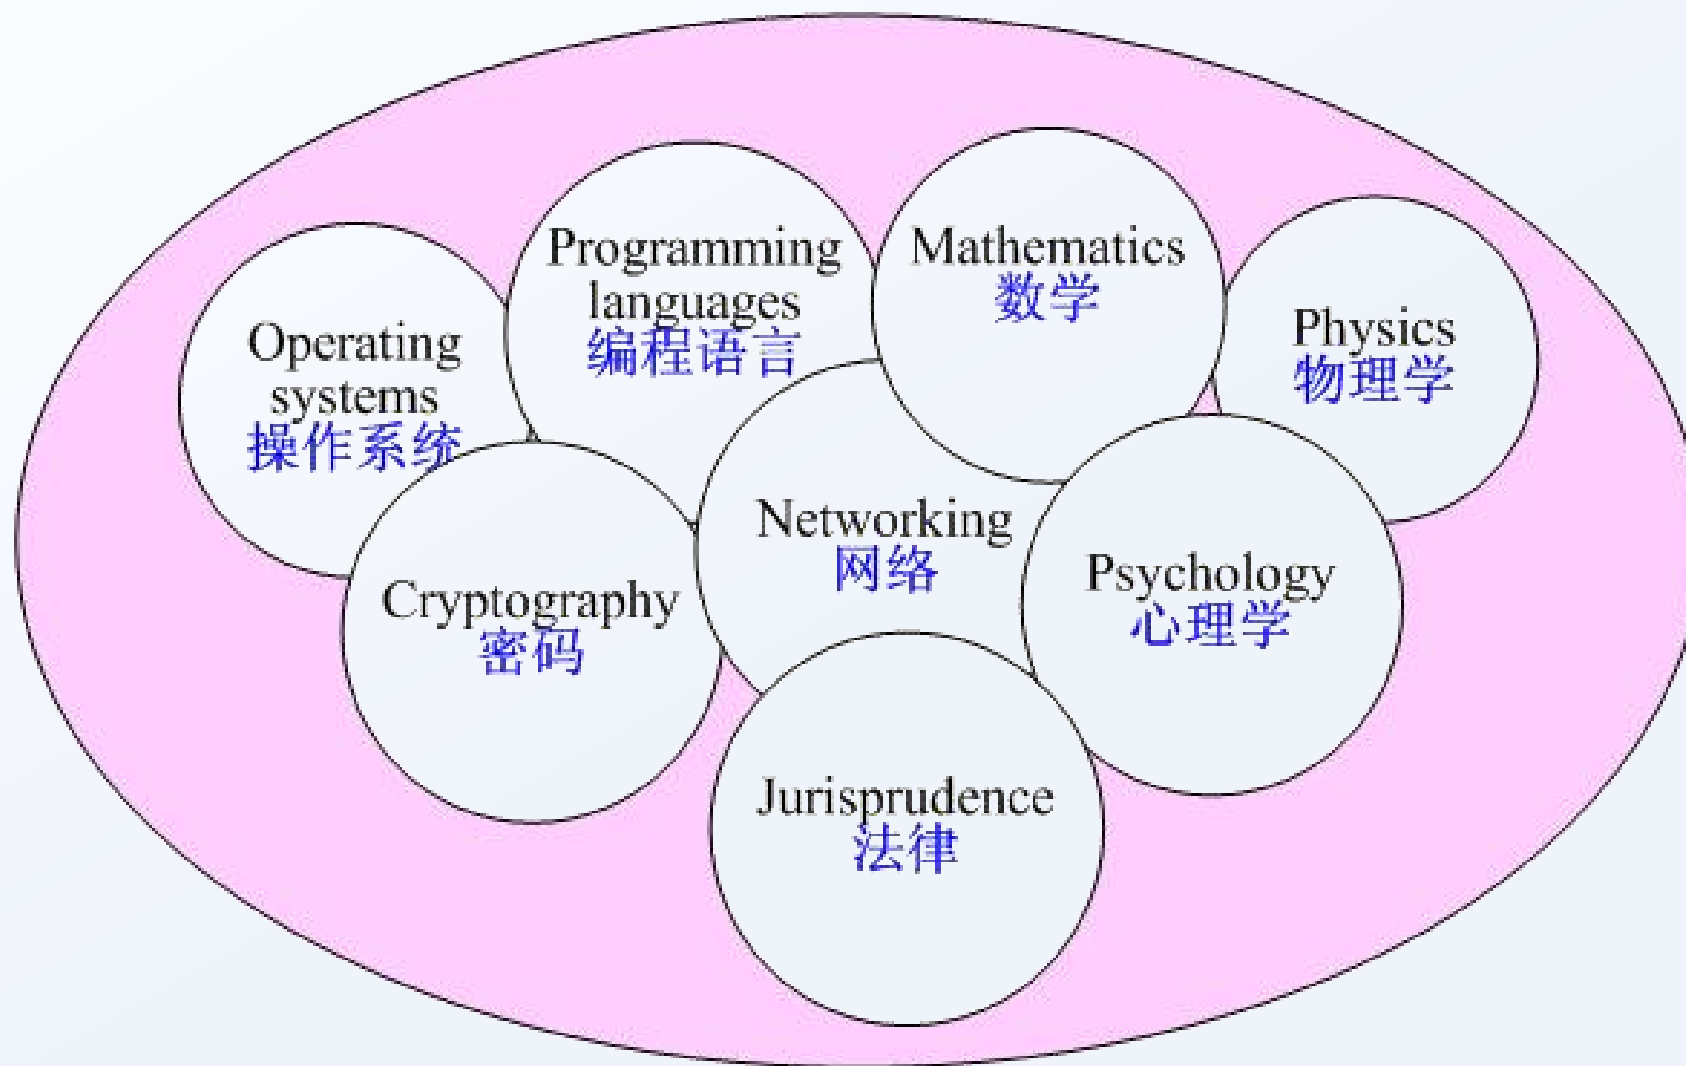 Programming
languages
编程语言
Mathematics
数学
Operating
systems
操作系统
Physics
物理学
Networking
网络
Cryptography
密码
Psychology
心理学
Jurisprudence
法律